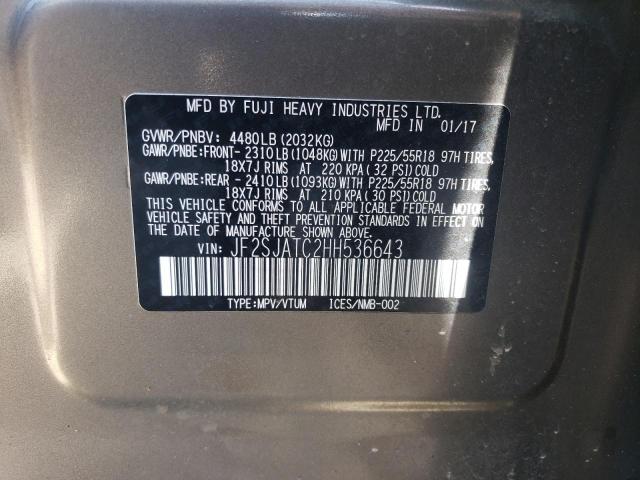 MFD BY FUJI HEAVY INDUSTRIES LTD.
MFD IN 01/17
GVWR/PNBV: 4480LB(2032KG)
GAWR/PNBE:FRONT-2310LB(1048KG)WITH P225/55R18 97H TIRES,
18X7J RIMS AT 220 KPA(32 PSI)COLD
GAWR/PNBE:REAR -2410LB(1093KG)WITH P225/55R18 97H TIRES,
18X7J RIMS AT 210 KPA(30 PSI)COLD
THIS VEHICLE CONFORMS TO ALL APPLICABLE FEDERAL MOTOR
VEHICLE SAFETY AND THEFT PREVENTION STANDARDS IN EFFECT ON
THE DATE OF MANUFACTURE SHOWN ABOVE.
VIN: JF2SJATC2HH536643
TYPE:MPV/VTUM ICES/NMB-002